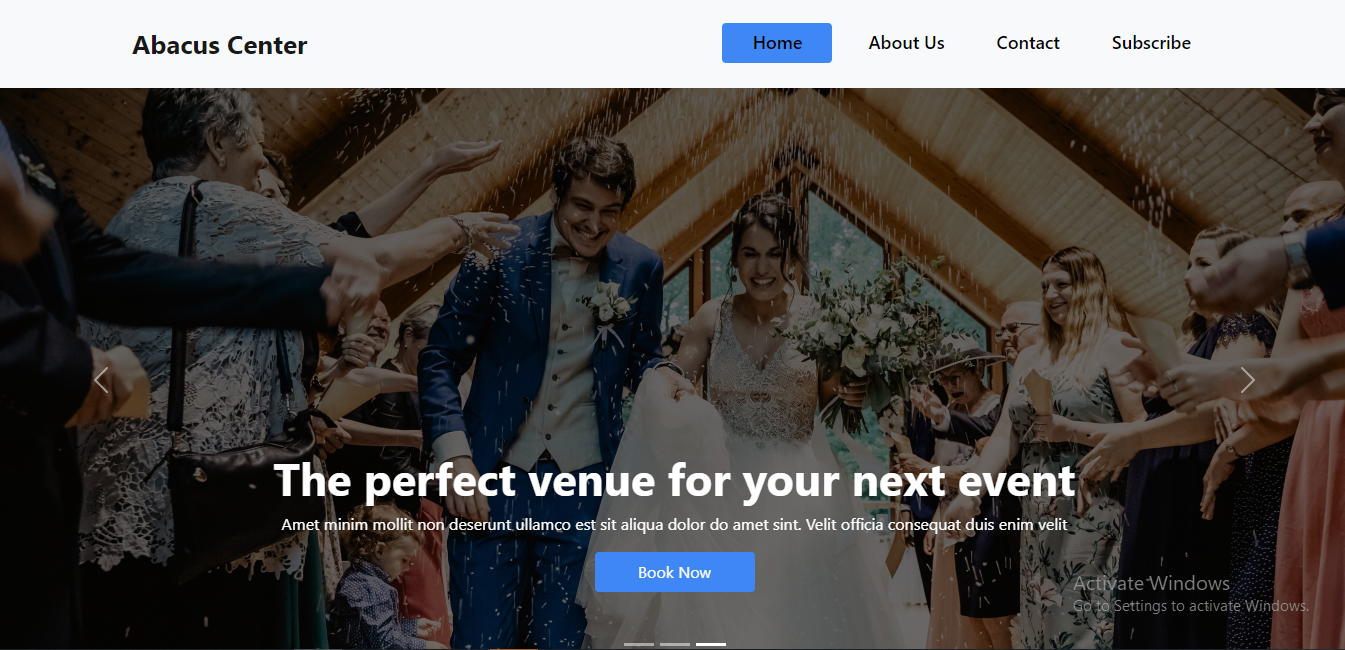 Abacus Center
Home
About Us
Contact
Subscribe
The perfect venue for your next event
Amet minim mollit non deserunt ullamco est sit aliqua dolor do amet sint. Velit officia consequat duis enim velit
Book Now
Activate Windows
Go to Settings to activate Windows.